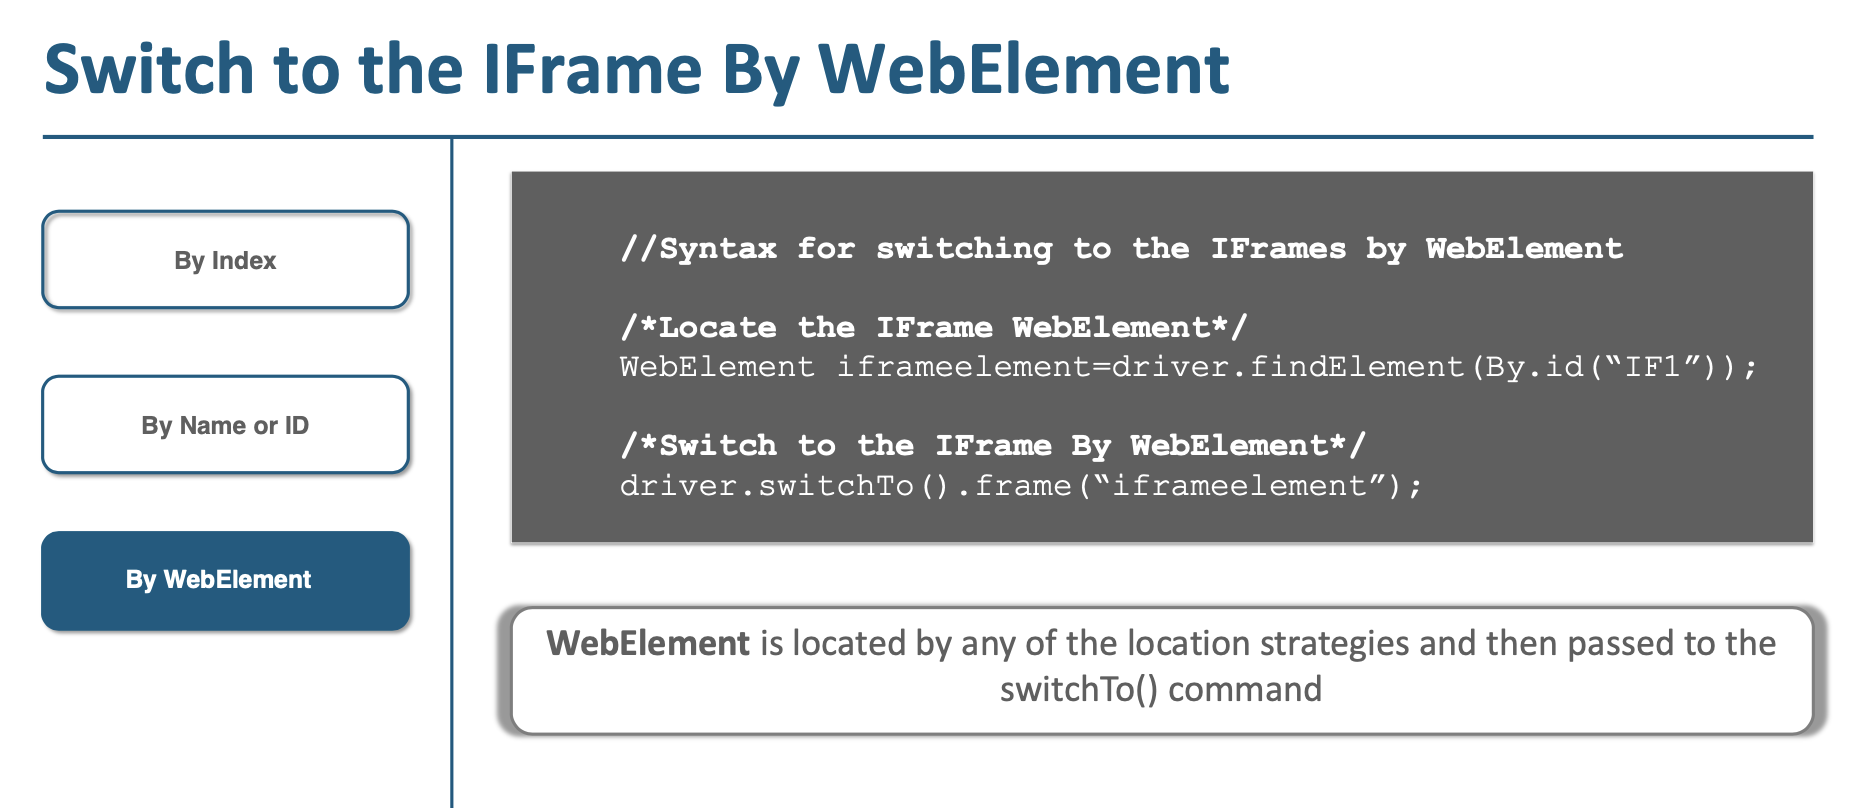 Switch to the IFrame By WebElement
By Index
By Name or ID
By WebElement
//Syntax for switching to the IFrames by WebElement
/*Locate the IFrame WebElement*/
WebElement iframeelement=driver.findElement(By.id(“IF1”));
/*Switch to the IFrame By WebElement*/
driver.switchTo().frame(“iframeelement”);
WebElement is located by any of the location strategies and then passed to the
switchTo() command